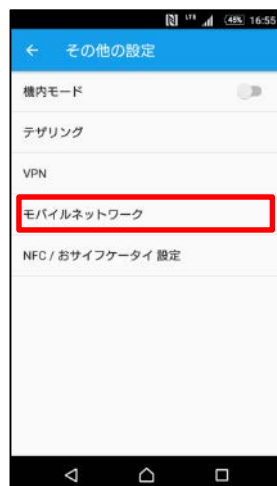 LTE 45% 16:55
その他の設定
機内モード
テザリング
VPN
モバイルネットワーク
NFC / おサイフケータイ 設定